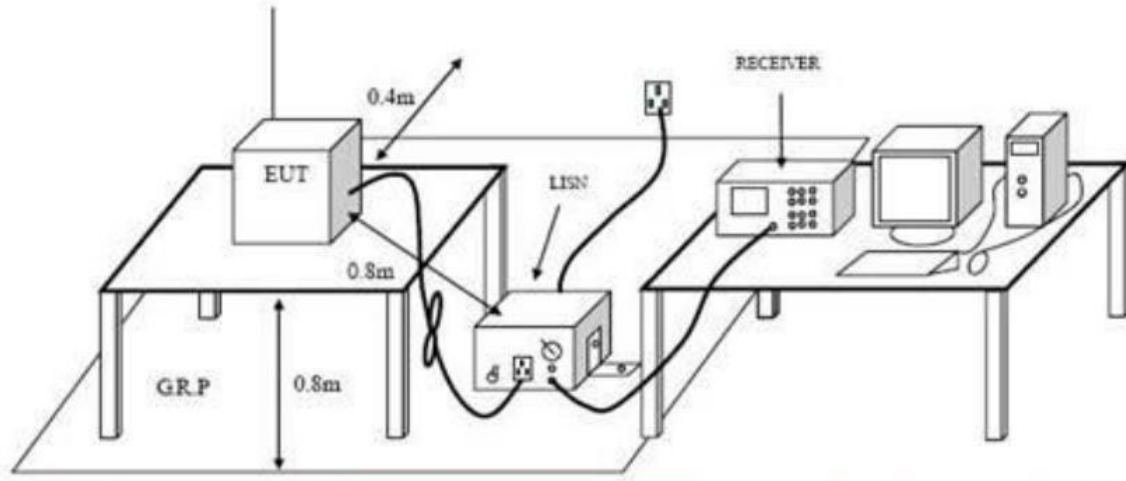 RECEIVER
0.4m
EUT
LISN
0.8m
G.R.P
0.8m